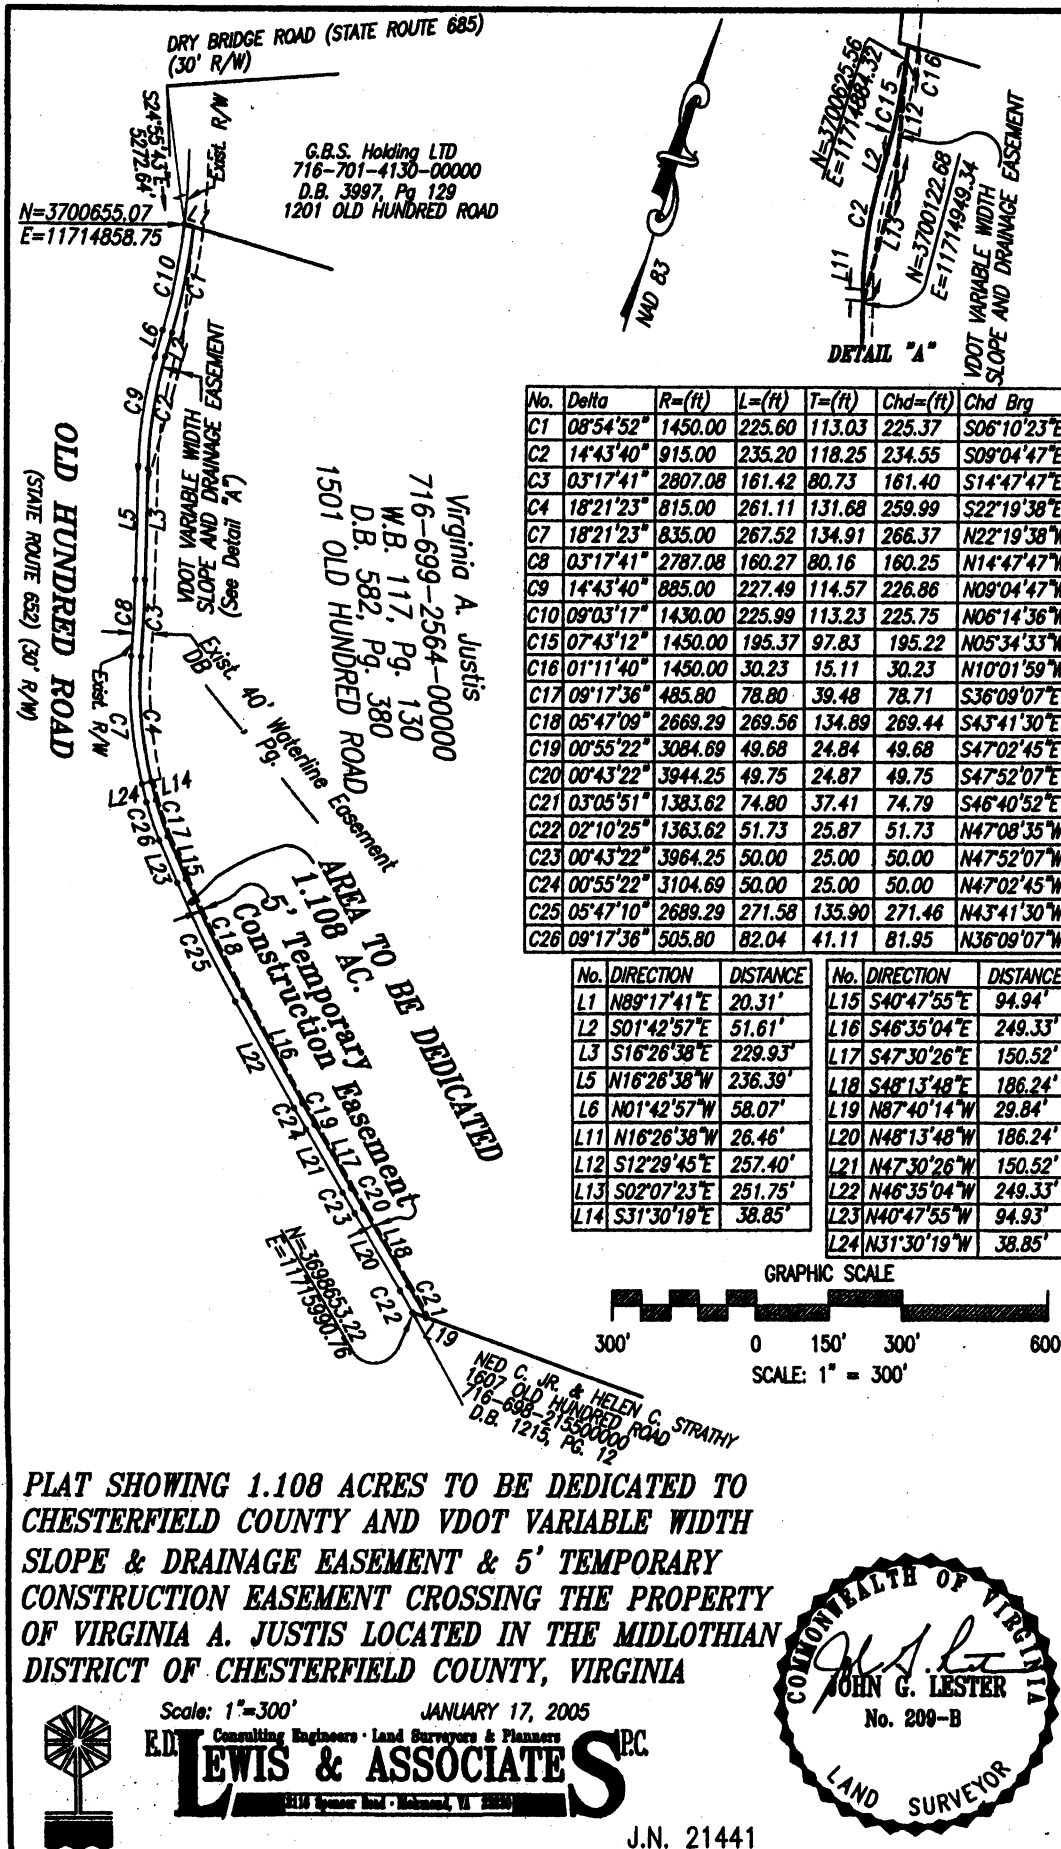 DRY BRIDGE ROAD (STATE ROUTE 685)
(30' R/W)
S24°55'43"E
5272.64'
Exist. R/W
G.B.S. Holding LTD
716-701-4130-00000
D.B. 3997, Pg 129
1201 OLD HUNDRED ROAD
N=3700655.07
E=11714858.75
L1
C10
C1
L6
L2
C9
C2
VDOT VARIABLE WIDTH
SLOPE AND DRAINAGE EASEMENT
(See Detail "A")
L5
L3
OLD HUNDRED ROAD
(STATE ROUTE 652) (30' R/W)
C8
C3
Exist. R/W
C7
C4
Virginia A. Justis
716-699-2564-00000
W.B. 117, Pg. 130
D.B. 582, Pg. 380
1501 OLD HUNDRED ROAD
Exist. 40' Waterline Easement
DB Pg.
L24
L14
C26
C17
L23
L15
C25
C18
AREA TO BE DEDICATED
1.108 AC.
5' Temporary
Construction Easement
L22
L16
C24
C19
L21
L17
C23
C20
L20
L18
C22
C21
L19
N=3698653.22
E=11715990.76
NED C. JR. & HELEN C. STRATHY
1607 OLD HUNDRED ROAD
716-698-215500000
D.B. 1215, PG. 12
NAD 83
N=3700625.56
E=11714884.32
C15
L12
C16
L2
C2
L13
L11
N=3700122.68
E=11714949.34
VDOT VARIABLE WIDTH
SLOPE AND DRAINAGE EASEMENT
DETAIL "A"
No. Delta R=(ft) L=(ft) T=(ft) Chd=(ft) Chd Brg
C1 08°54'52" 1450.00 225.60 113.03 225.37 S06°10'23"E
C2 14°43'40" 915.00 235.20 118.25 234.55 S09°04'47"E
C3 03°17'41" 2807.08 161.42 80.73 161.40 S14°47'47"E
C4 18°21'23" 815.00 261.11 131.68 259.99 S22°19'38"E
C7 18°21'23" 835.00 267.52 134.91 266.37 N22°19'38"W
C8 03°17'41" 2787.08 160.27 80.16 160.25 N14°47'47"W
C9 14°43'40" 885.00 227.49 114.57 226.86 N09°04'47"W
C10 09°03'17" 1430.00 225.99 113.23 225.75 N06°14'36"W
C15 07°43'12" 1450.00 195.37 97.83 195.22 N05°34'33"W
C16 01°11'40" 1450.00 30.23 15.11 30.23 N10°01'59"W
C17 09°17'36" 485.80 78.80 39.48 78.71 S36°09'07"E
C18 05°47'09" 2669.29 269.56 134.89 269.44 S43°41'30"E
C19 00°55'22" 3084.69 49.68 24.84 49.68 S47°02'45"E
C20 00°43'22" 3944.25 49.75 24.87 49.75 S47°52'07"E
C21 03°05'51" 1383.62 74.80 37.41 74.79 S46°40'52"E
C22 02°10'25" 1363.62 51.73 25.87 51.73 N47°08'35"W
C23 00°43'22" 3964.25 50.00 25.00 50.00 N47°52'07"W
C24 00°55'22" 3104.69 50.00 25.00 50.00 N47°02'45"W
C25 05°47'10" 2689.29 271.58 135.90 271.46 N43°41'30"W
C26 09°17'36" 505.80 82.04 41.11 81.95 N36°09'07"W
No. DIRECTION DISTANCE
L1 N89°17'41"E 20.31'
L2 S01°42'57"E 51.61'
L3 S16°26'38"E 229.93'
L5 N16°26'38"W 236.39'
L6 N01°42'57"W 58.07'
L11 N16°26'38"W 26.46'
L12 S12°29'45"E 257.40'
L13 S02°07'23"E 251.75'
L14 S31°30'19"E 38.85'
No. DIRECTION DISTANCE
L15 S40°47'55"E 94.94'
L16 S46°35'04"E 249.33'
L17 S47°30'26"E 150.52'
L18 S48°13'48"E 186.24'
L19 N87°40'14"W 29.84'
L20 N48°13'48"W 186.24'
L21 N47°30'26"W 150.52'
L22 N46°35'04"W 249.33'
L23 N40°47'55"W 94.93'
L24 N31°30'19"W 38.85'
GRAPHIC SCALE
300' 0 150' 300' 600'
SCALE: 1" = 300'
PLAT SHOWING 1.108 ACRES TO BE DEDICATED TO
CHESTERFIELD COUNTY AND VDOT VARIABLE WIDTH
SLOPE & DRAINAGE EASEMENT & 5' TEMPORARY
CONSTRUCTION EASEMENT CROSSING THE PROPERTY
OF VIRGINIA A. JUSTIS LOCATED IN THE MIDLOTHIAN
DISTRICT OF CHESTERFIELD COUNTY, VIRGINIA
Scale: 1"=300' JANUARY 17, 2005
Consulting Engineers · Land Surveyors & Planners
E.D. LEWIS & ASSOCIATES P.C.
J.N. 21441
COMMONWEALTH OF VIRGINIA
JOHN G. LESTER
No. 209-B
LAND SURVEYOR